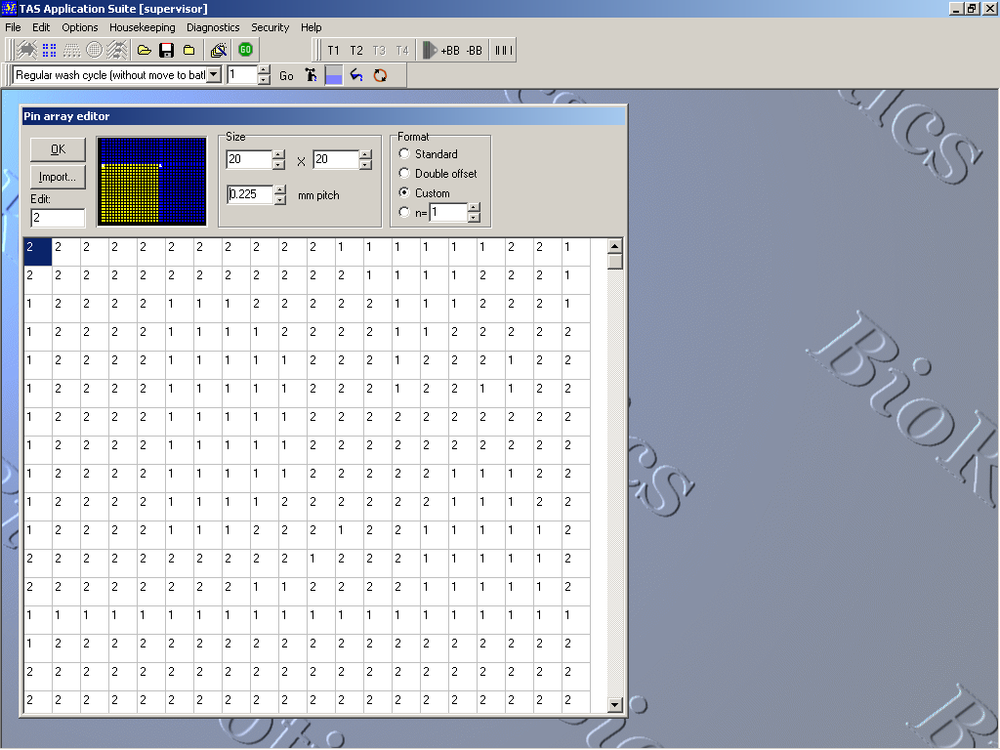 TAS Application Suite [supervisor]
File Edit Options Housekeeping Diagnostics Security Help
GO T1 T2 T3 T4 +BB -BB
Regular wash cycle (without move to batl 1 Go
Pin array editor
OK
Import...
Edit:
2
Size
20 X 20
0.225 mm pitch
Format
Standard
Double offset
Custom
n= 1
2 2 2 2 2 2 2 2 2 2 2 1 1 1 1 1 1 2 2 1
2 2 2 2 2 2 2 2 2 2 2 2 1 1 1 1 2 2 2 1
1 2 2 2 2 1 1 1 2 2 2 2 2 1 1 1 2 2 2 1
1 2 2 2 2 1 1 1 1 2 2 2 2 1 1 2 2 2 2 2
1 2 2 2 2 1 1 1 1 1 2 2 2 1 2 2 2 1 2 2
1 2 2 2 2 1 1 1 1 1 2 2 2 1 2 2 1 1 2 2
1 2 2 2 2 1 1 1 1 1 2 2 2 2 2 2 2 2 2 2
1 2 2 2 2 1 1 1 1 1 2 2 2 2 2 2 2 2 2 2
1 2 2 2 2 1 1 1 1 1 2 2 2 2 2 1 1 1 2 2
1 2 2 2 2 1 1 1 1 2 2 2 2 2 2 1 1 1 2 2
1 2 2 2 2 1 1 1 2 2 2 1 2 2 1 1 1 1 1 2
2 2 2 2 2 2 2 2 2 2 1 2 2 2 1 1 1 1 1 2
2 2 2 2 2 2 2 2 1 1 2 2 2 2 1 1 1 1 1 2
1 1 1 1 1 1 1 1 1 1 1 1 1 1 1 1 1 1 1 1
1 2 2 2 2 2 2 2 2 2 2 2 2 2 2 2 2 2 2 2
2 2 2 2 2 2 2 2 2 2 2 2 2 2 2 2 2 2 2 2
2 2 2 2 2 2 2 2 2 2 2 2 2 2 2 2 2 2 2 2